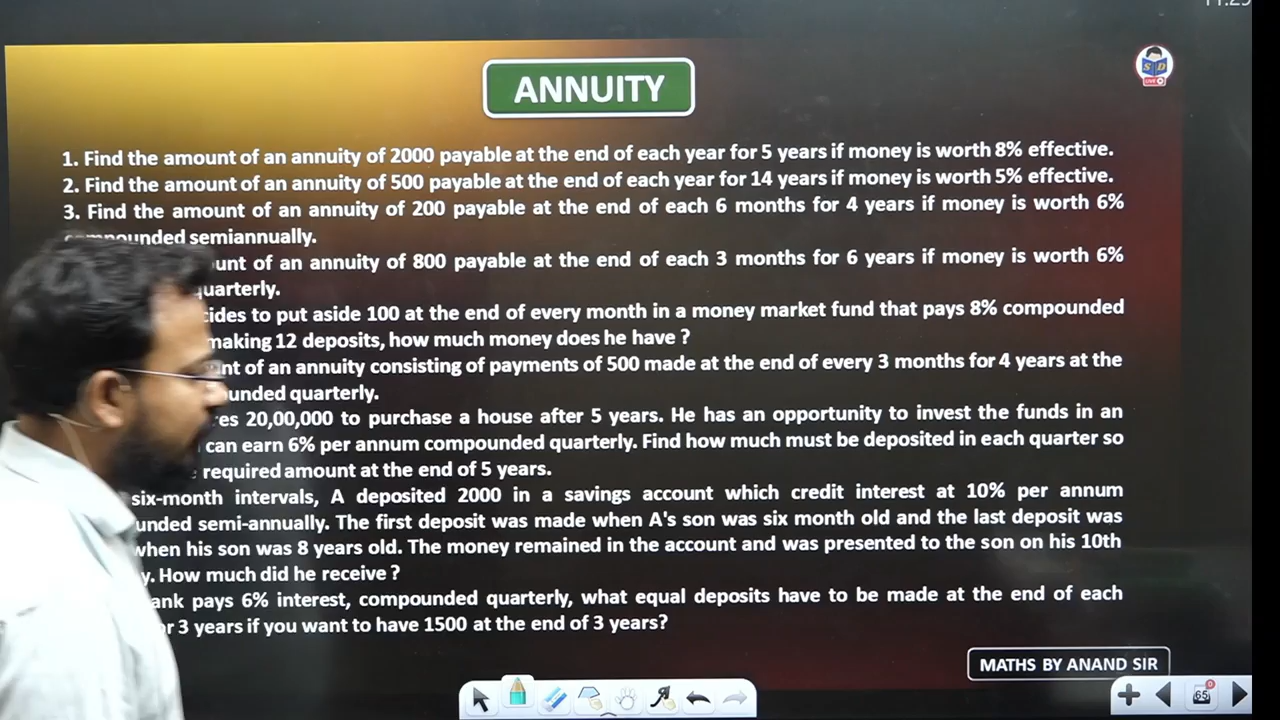 ANNUITY
1. Find the amount of an annuity of 2000 payable at the end of each year for 5 years if money is worth 8% effective.
2. Find the amount of an annuity of 500 payable at the end of each year for 14 years if money is worth 5% effective.
3. Find the amount of an annuity of 200 payable at the end of each 6 months for 4 years if money is worth 6%
semiannually.
of an annuity of 800 payable at the end of each 3 months for 6 years if money is worth 6%
quarterly.
to put aside 100 at the end of every month in a money market fund that pays 8% compounded
making 12 deposits, how much money does he have ?
of an annuity consisting of payments of 500 made at the end of every 3 months for 4 years at the
quarterly.
20,00,000 to purchase a house after 5 years. He has an opportunity to invest the funds in an
can earn 6% per annum compounded quarterly. Find how much must be deposited in each quarter so
required amount at the end of 5 years.
six-month intervals, A deposited 2000 in a savings account which credit interest at 10% per annum
semi-annually. The first deposit was made when A's son was six month old and the last deposit was
when his son was 8 years old. The money remained in the account and was presented to the son on his 10th
How much did he receive ?
pays 6% interest, compounded quarterly, what equal deposits have to be made at the end of each
3 years if you want to have 1500 at the end of 3 years?
MATHS BY ANAND SIR
65